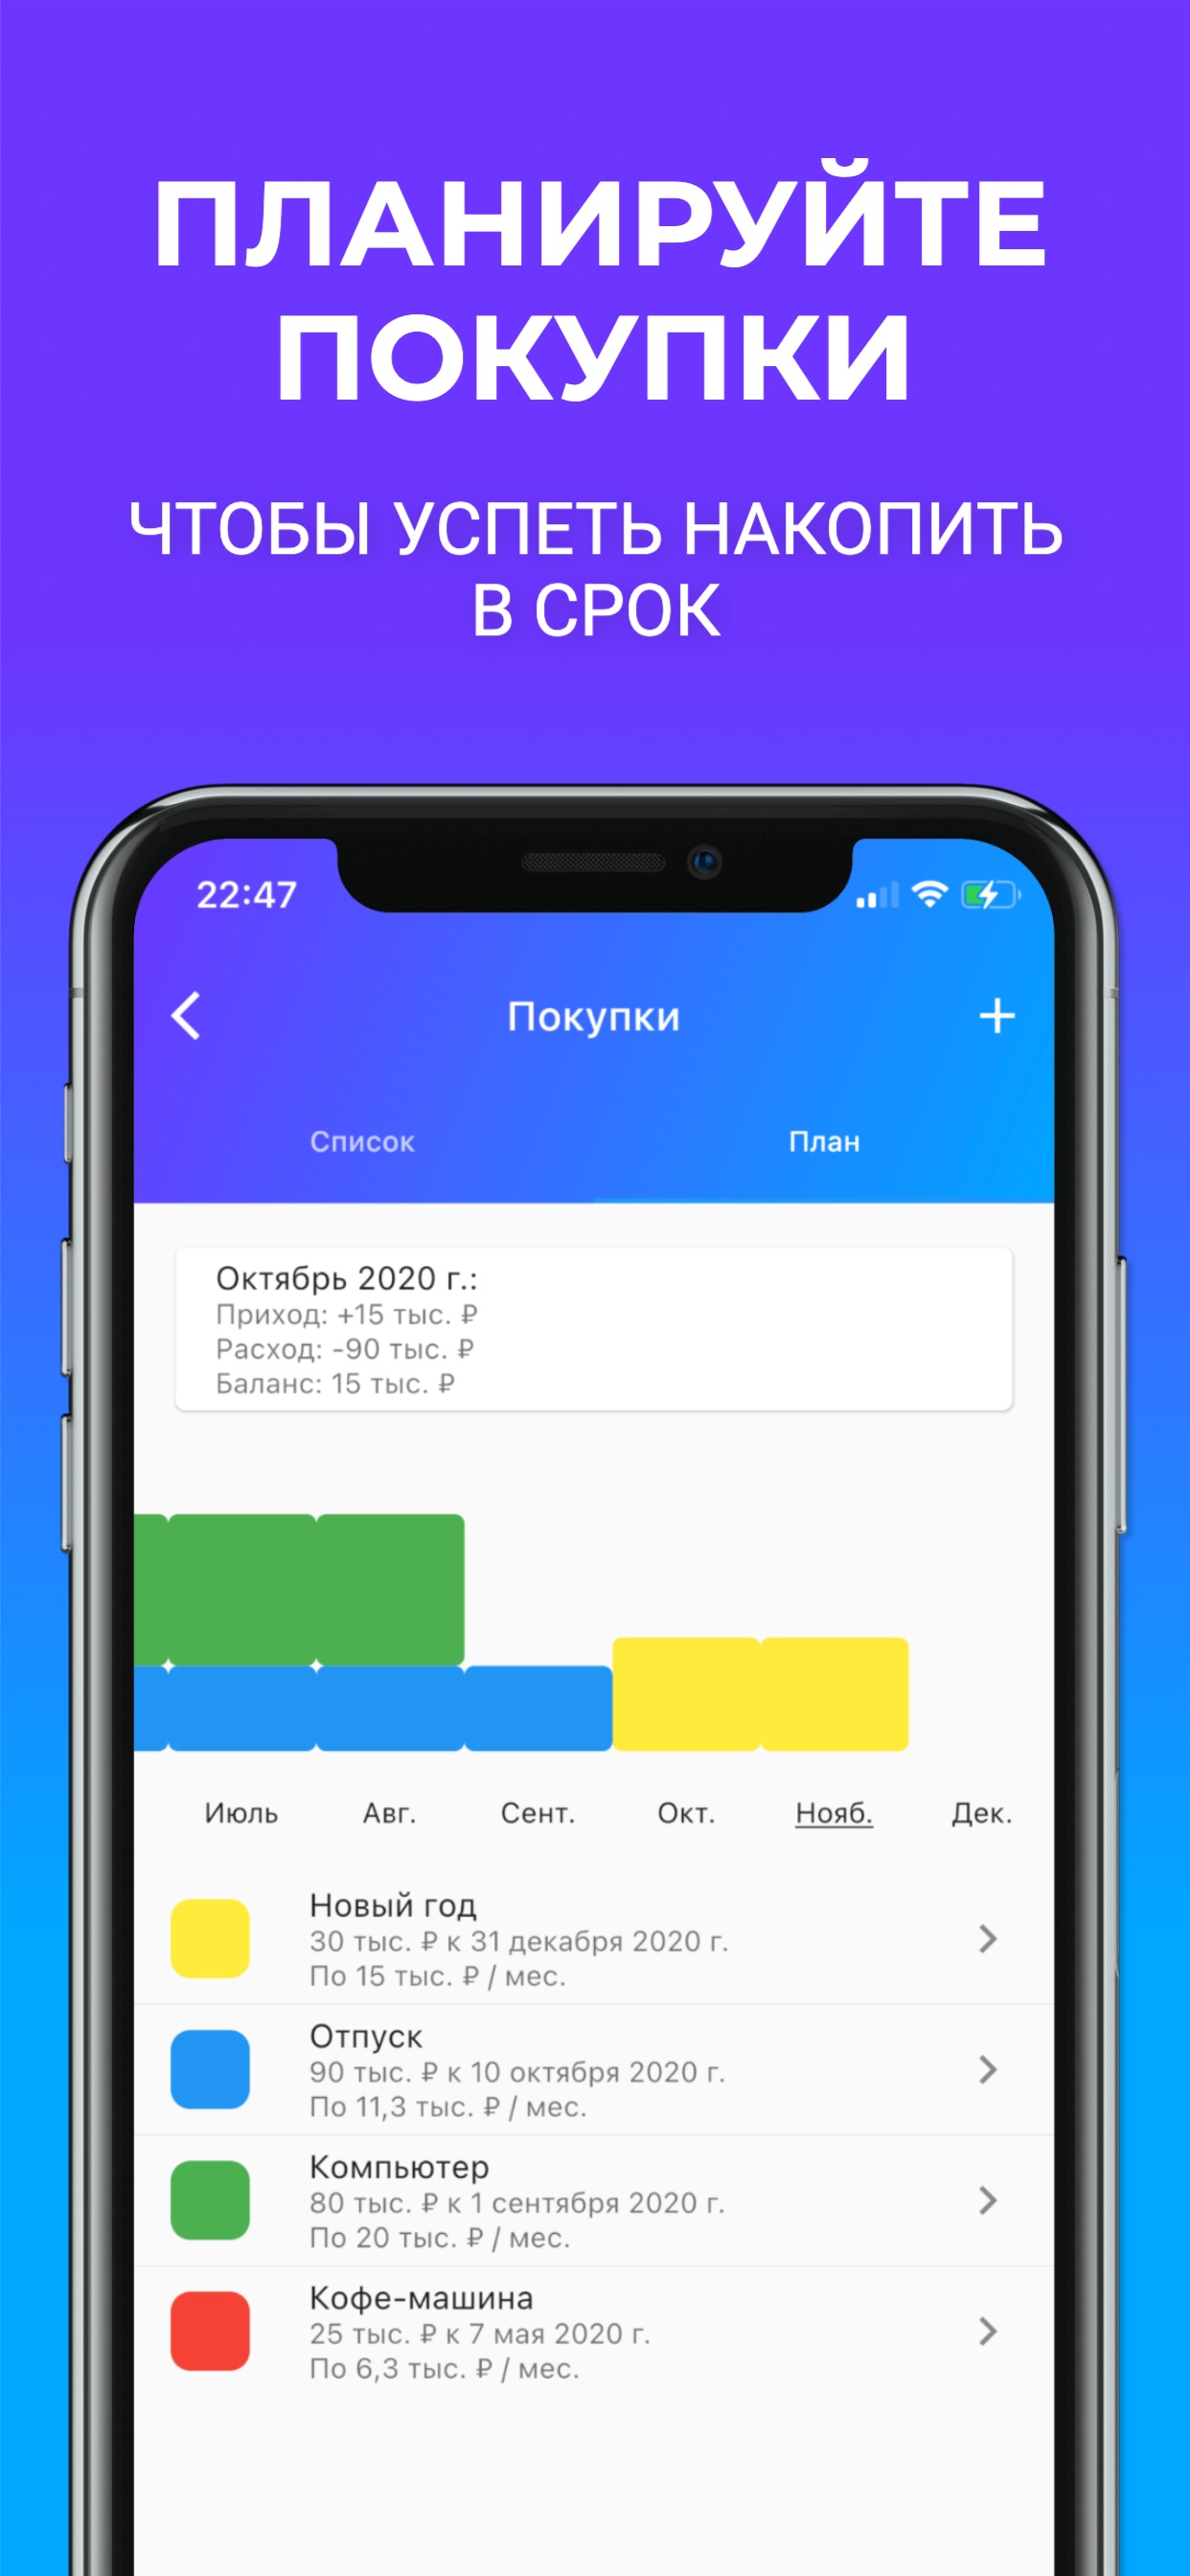 ПЛАНИРУЙТЕ
ПОКУПКИ
ЧТОБЫ УСПЕТЬ НАКОПИТЬ
В СРОК
22:47
Покупки
Список
План
Октябрь 2020 г.:
Приход: +15 тыс. ₽
Расход: -90 тыс. ₽
Баланс: 15 тыс. ₽
Июль Авг. Сент. Окт. Нояб. Дек.
Новый год
30 тыс. ₽ к 31 декабря 2020 г.
По 15 тыс. ₽ / мес.
Отпуск
90 тыс. ₽ к 10 октября 2020 г.
По 11,3 тыс. ₽ / мес.
Компьютер
80 тыс. ₽ к 1 сентября 2020 г.
По 20 тыс. ₽ / мес.
Кофе-машина
25 тыс. ₽ к 7 мая 2020 г.
По 6,3 тыс. ₽ / мес.